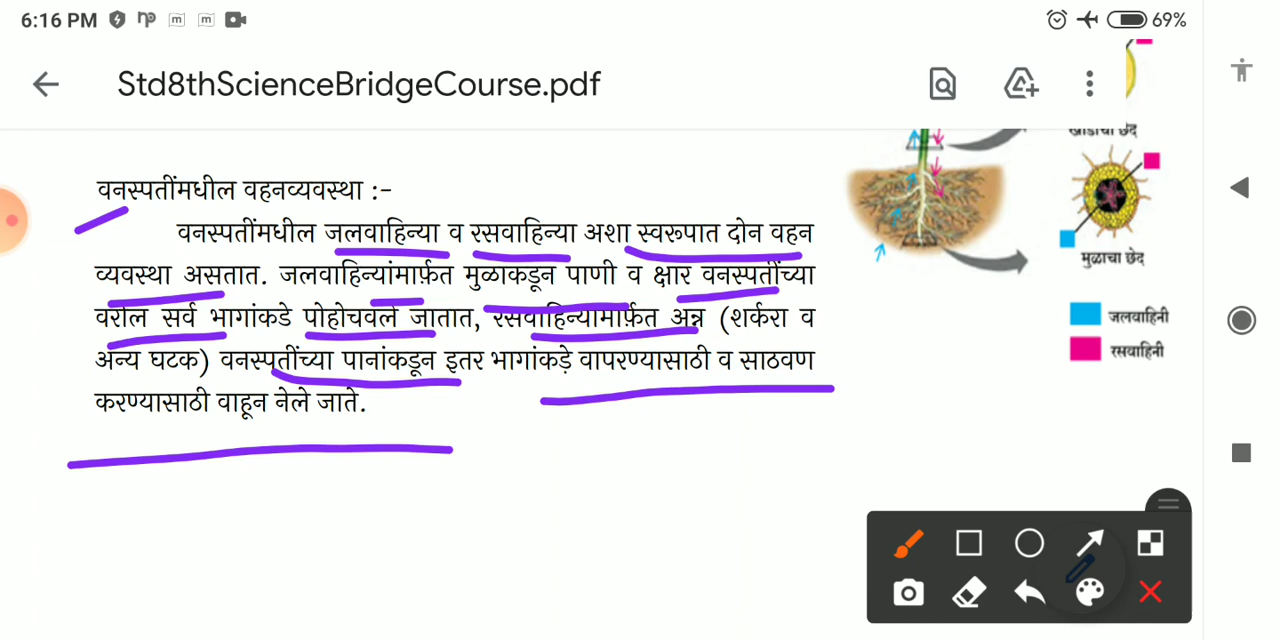 6:16 PM
69%
Std8thScienceBridgeCourse.pdf
खोडाचा छेद
वनस्पतींमधील वहनव्यवस्था :-
वनस्पतींमधील जलवाहिन्या व रसवाहिन्या अशा स्वरूपात दोन वहन
व्यवस्था असतात. जलवाहिन्यांमार्फ़त मुळाकडून पाणी व क्षार वनस्पतींच्या
वरील सर्व भागांकडे पोहोचवले जातात, रसवाहिन्यामार्फ़त अन्न (शर्करा व
अन्य घटक) वनस्पतींच्या पानांकडून इतर भागांकडे वापरण्यासाठी व साठवण
करण्यासाठी वाहून नेले जाते.
मुळाचा छेद
जलवाहिनी
रसवाहिनी